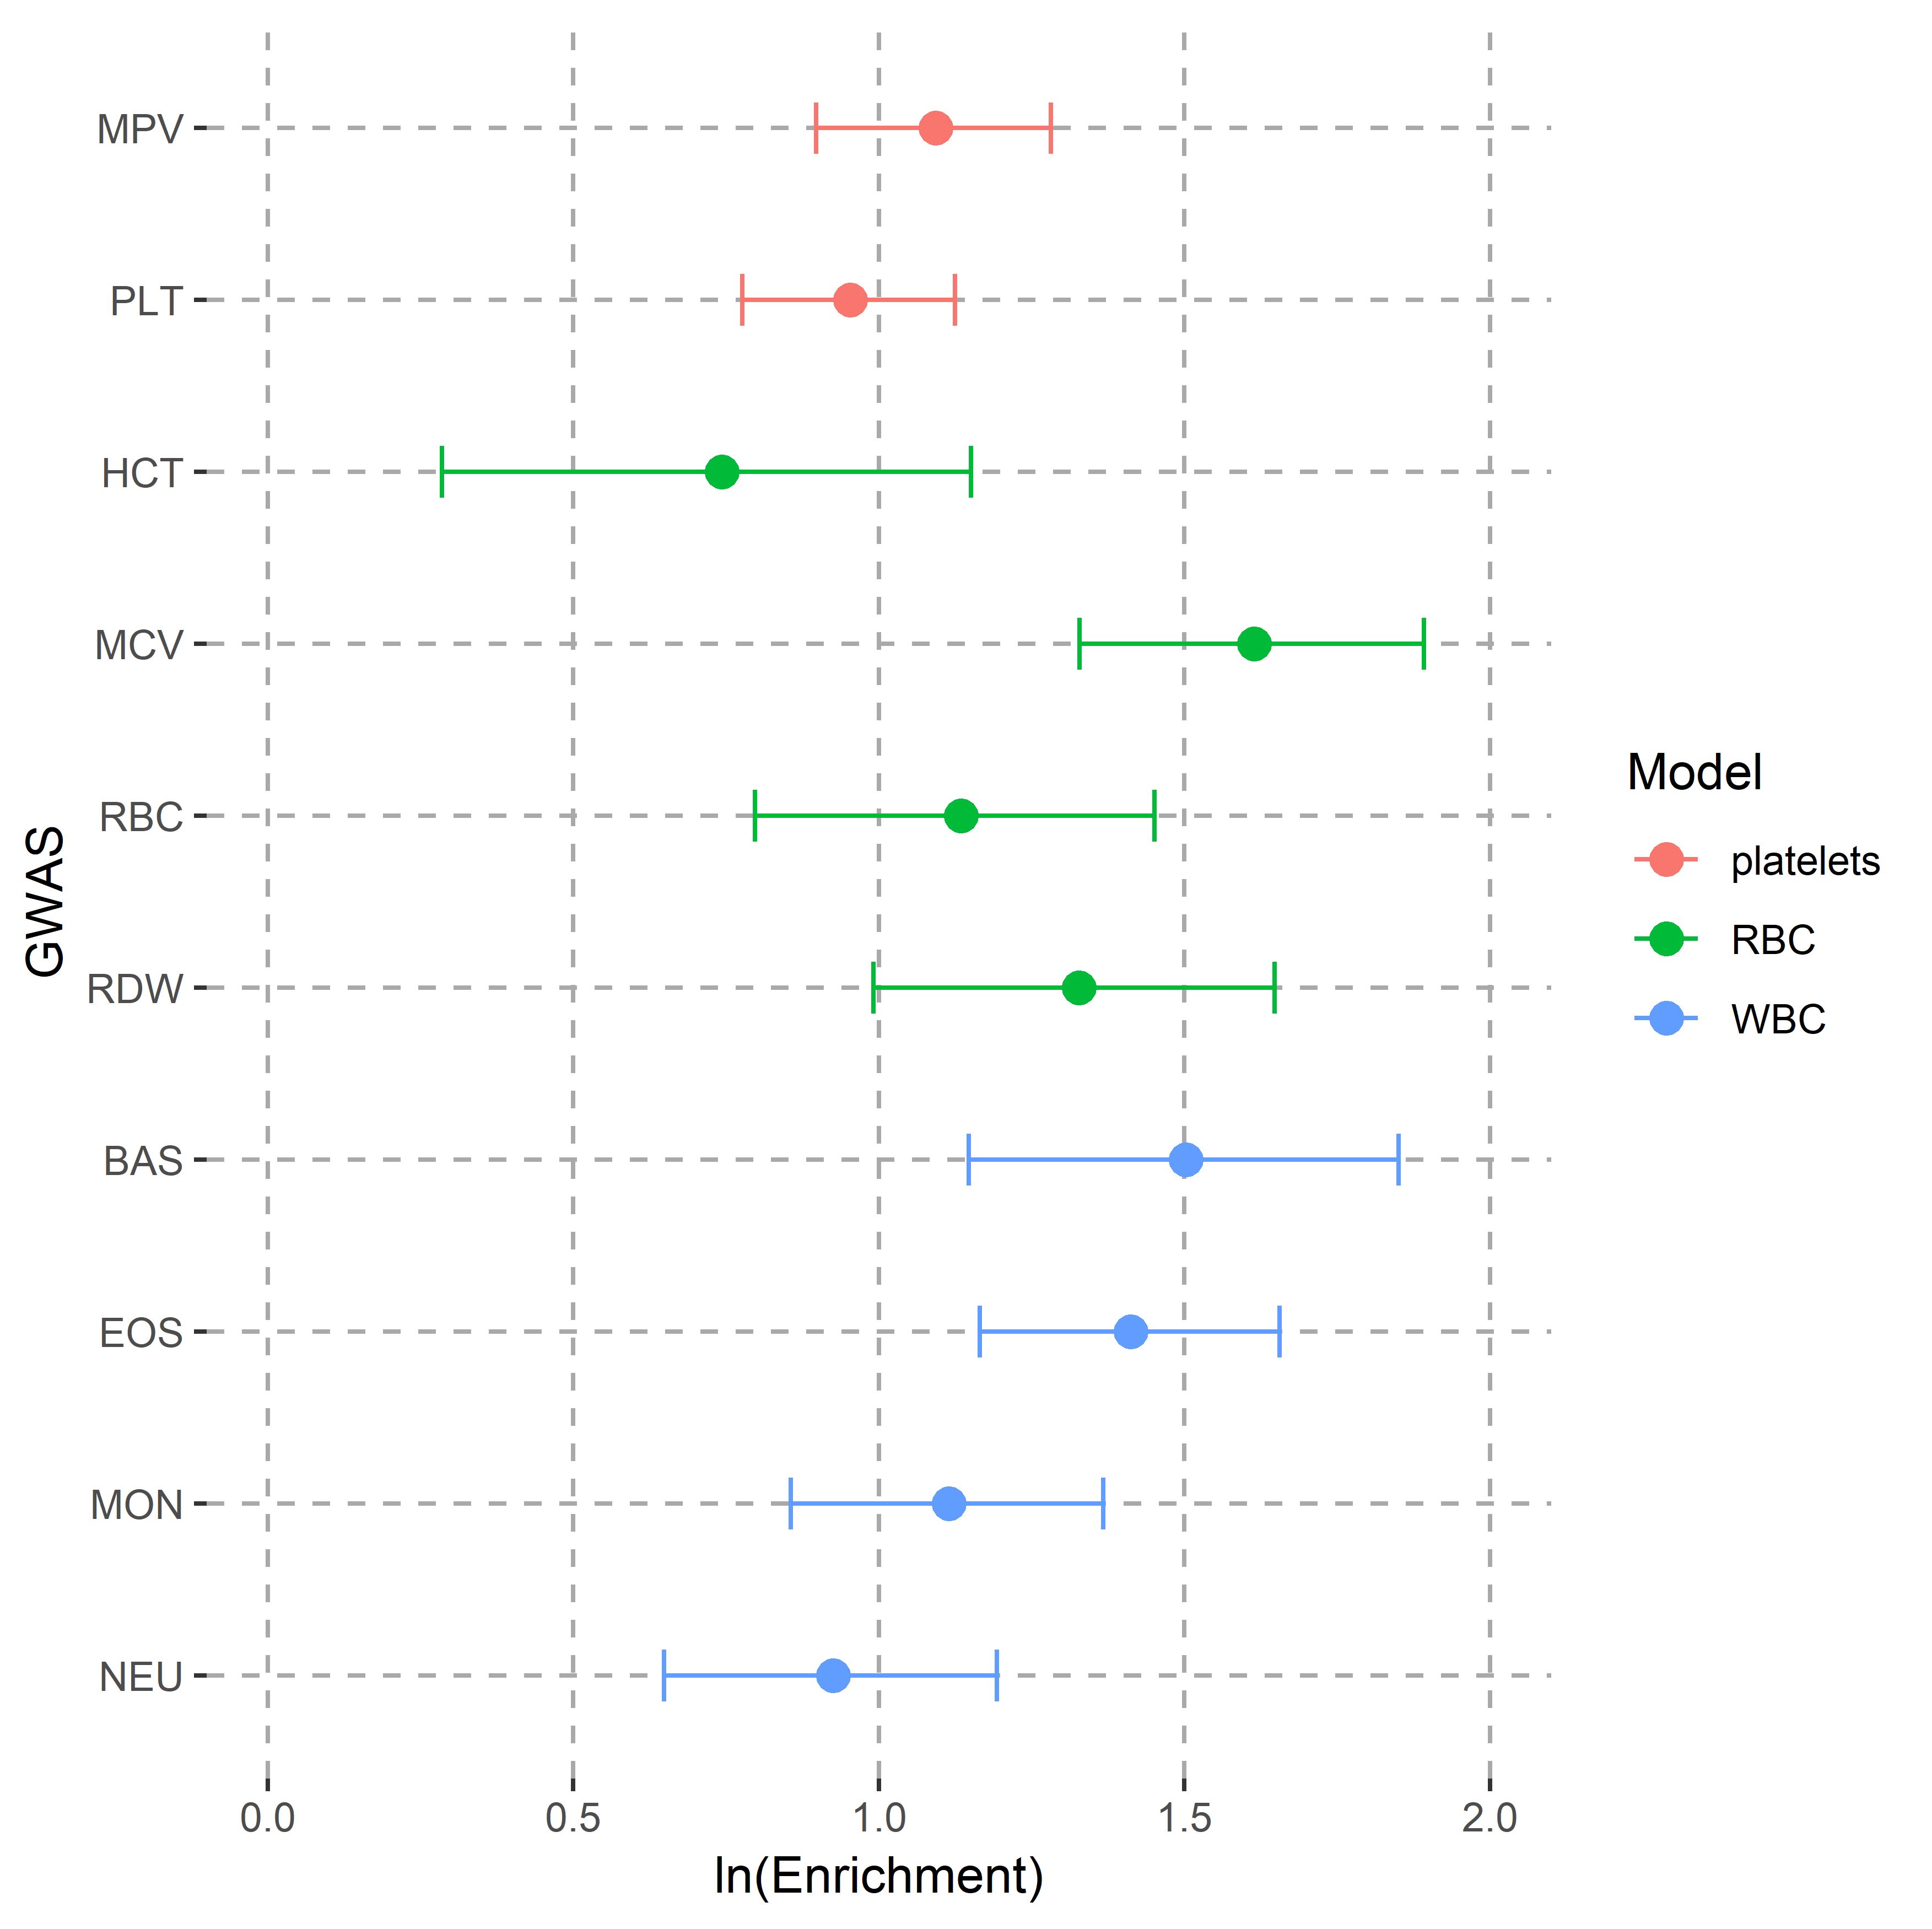 MPV
PLT
HCT
MCV
RBC
RDW
BAS
EOS
MON
NEU
GWAS
0.0 0.5 1.0 1.5 2.0
ln(Enrichment)
Model
platelets
RBC
WBC